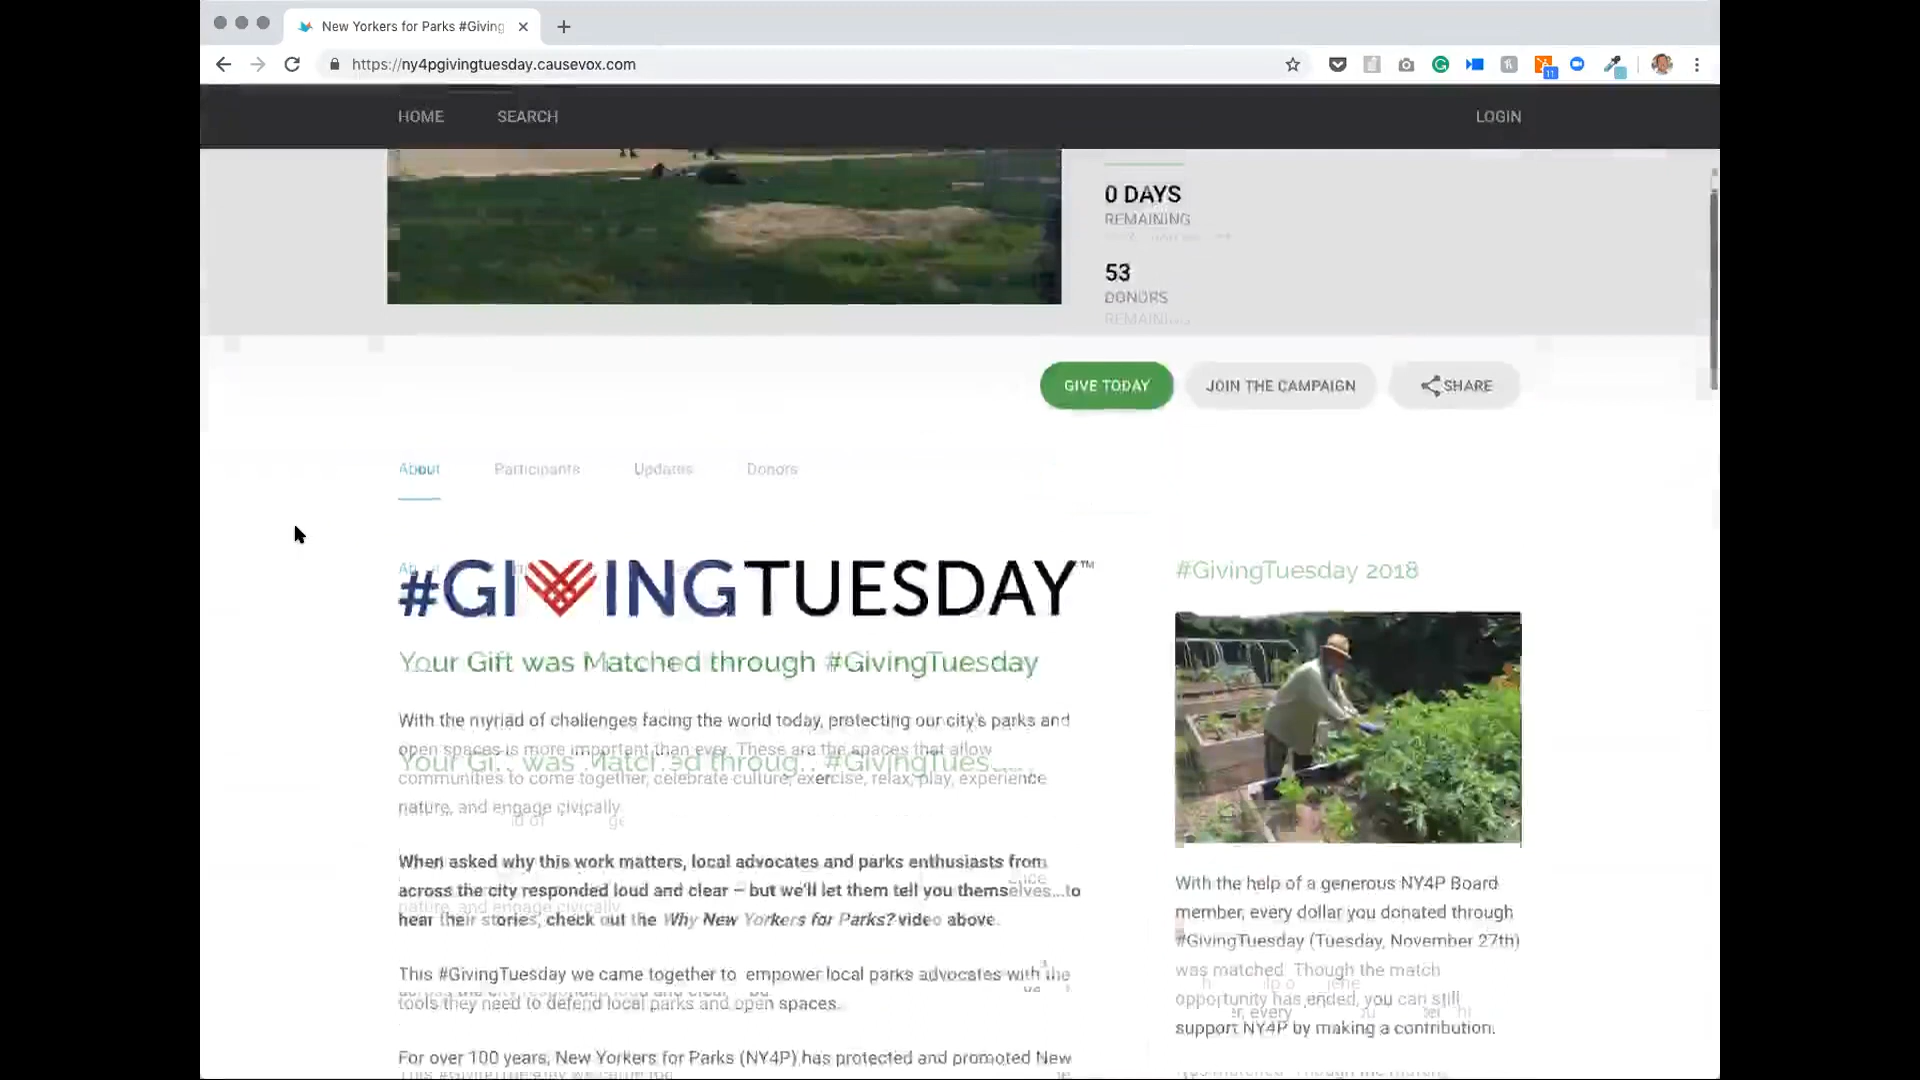 New Yorkers for Parks #Giving
https://ny4pgivingtuesday.causevox.com
11
HOME
SEARCH
LOGIN
0 DAYS
REMAINING
53
DONORS
REMAINING
GIVE TODAY
JOIN THE CAMPAIGN
SHARE
About
Participants
Updates
Donors
#GIVINGTUESDAY™
Your Gift was Matched through #GivingTuesday
With the myriad of challenges facing the world today, protecting our city's parks and
open spaces is more important than ever. These are the spaces that allow
communities to come together, celebrate culture, exercise, relax, play, experience
nature, and engage civically.
When asked why this work matters, local advocates and parks enthusiasts from
across the city responded loud and clear – but we'll let them tell you themselves...to
hear their stories, check out the Why New Yorkers for Parks? video above.
This #GivingTuesday we came together to empower local parks advocates with the
tools they need to defend local parks and open spaces.
For over 100 years, New Yorkers for Parks (NY4P) has protected and promoted New
#GivingTuesday 2018
With the help of a generous NY4P Board
member, every dollar you donated through
#GivingTuesday (Tuesday, November 27th)
was matched. Though the match
opportunity has ended, you can still
support NY4P by making a contribution.